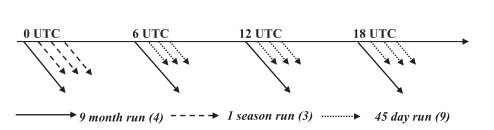 0 UTC 6 UTC 12 UTC 18 UTC
9 month run (4) 1 season run (3) 45 day run (9)